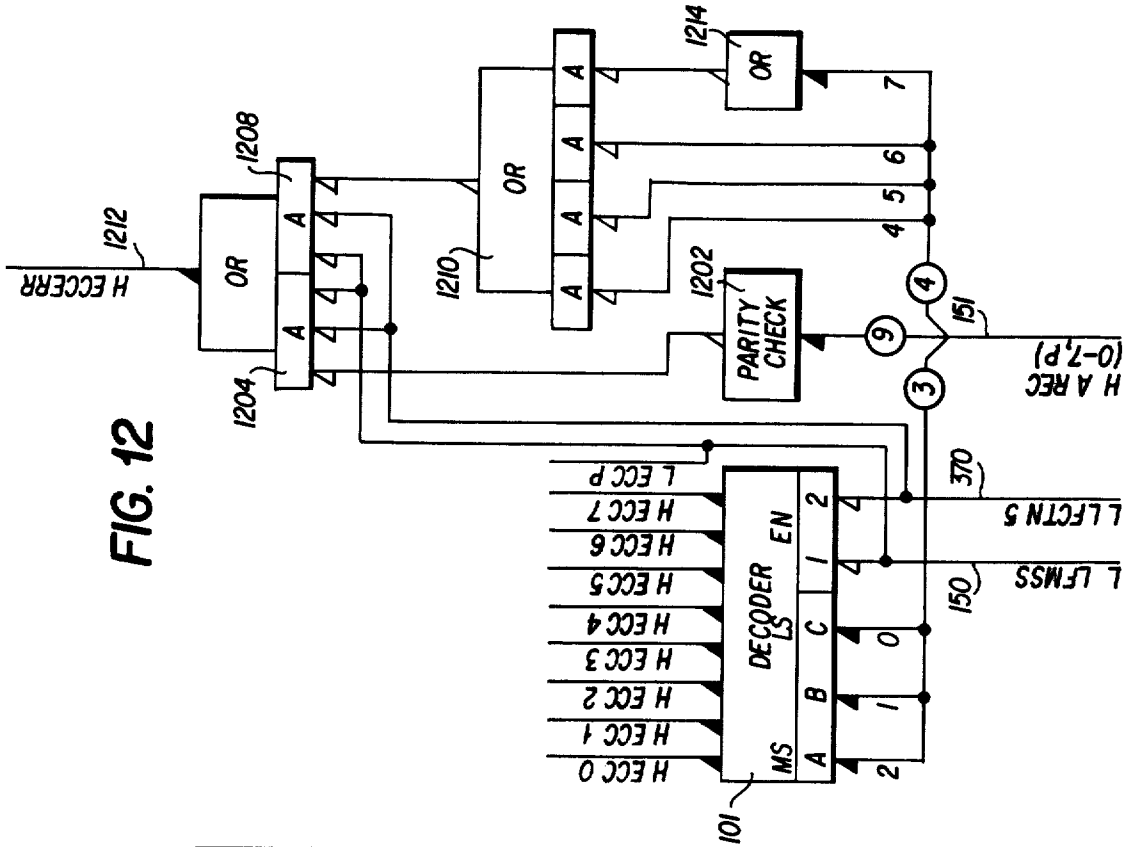 FIG. 12
H ECCERR
1212
OR
1204
A
A
1208
1210
OR
A
A
A
A
1202
PARITY CHECK
1214
OR
4
5
6
7
9
3
4
H A REC
(0-7,P)
151
H ECC 0
H ECC 1
H ECC 2
H ECC 3
H ECC 4
H ECC 5
H ECC 6
H ECC 7
L ECC P
101
DECODER
MS
LS
EN
A
B
C
1
2
2
1
0
150
L LFMSS
370
L LFCTN 5